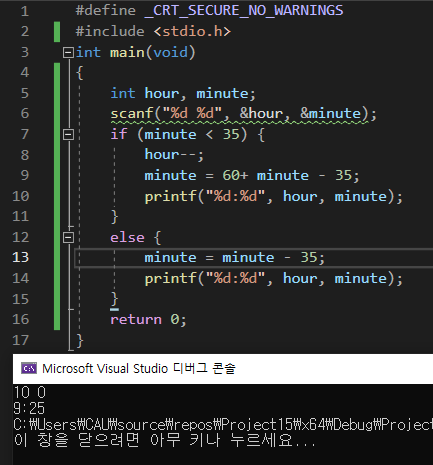 1 #define _CRT_SECURE_NO_WARNINGS
2 #include <stdio.h>
3 int main(void)
4 {
5 int hour, minute;
6 scanf("%d %d", &hour, &minute);
7 if (minute < 35) {
8 hour--;
9 minute = 60+ minute - 35;
10 printf("%d:%d", hour, minute);
11 }
12 else {
13 minute = minute - 35;
14 printf("%d:%d", hour, minute);
15 }
16 return 0;
17 }
Microsoft Visual Studio 디버그 콘솔
10 0
9:25
C:₩Users₩CAU₩source₩repos₩Project15₩x64₩Debug₩Project
이 창을 닫으려면 아무 키나 누르세요...